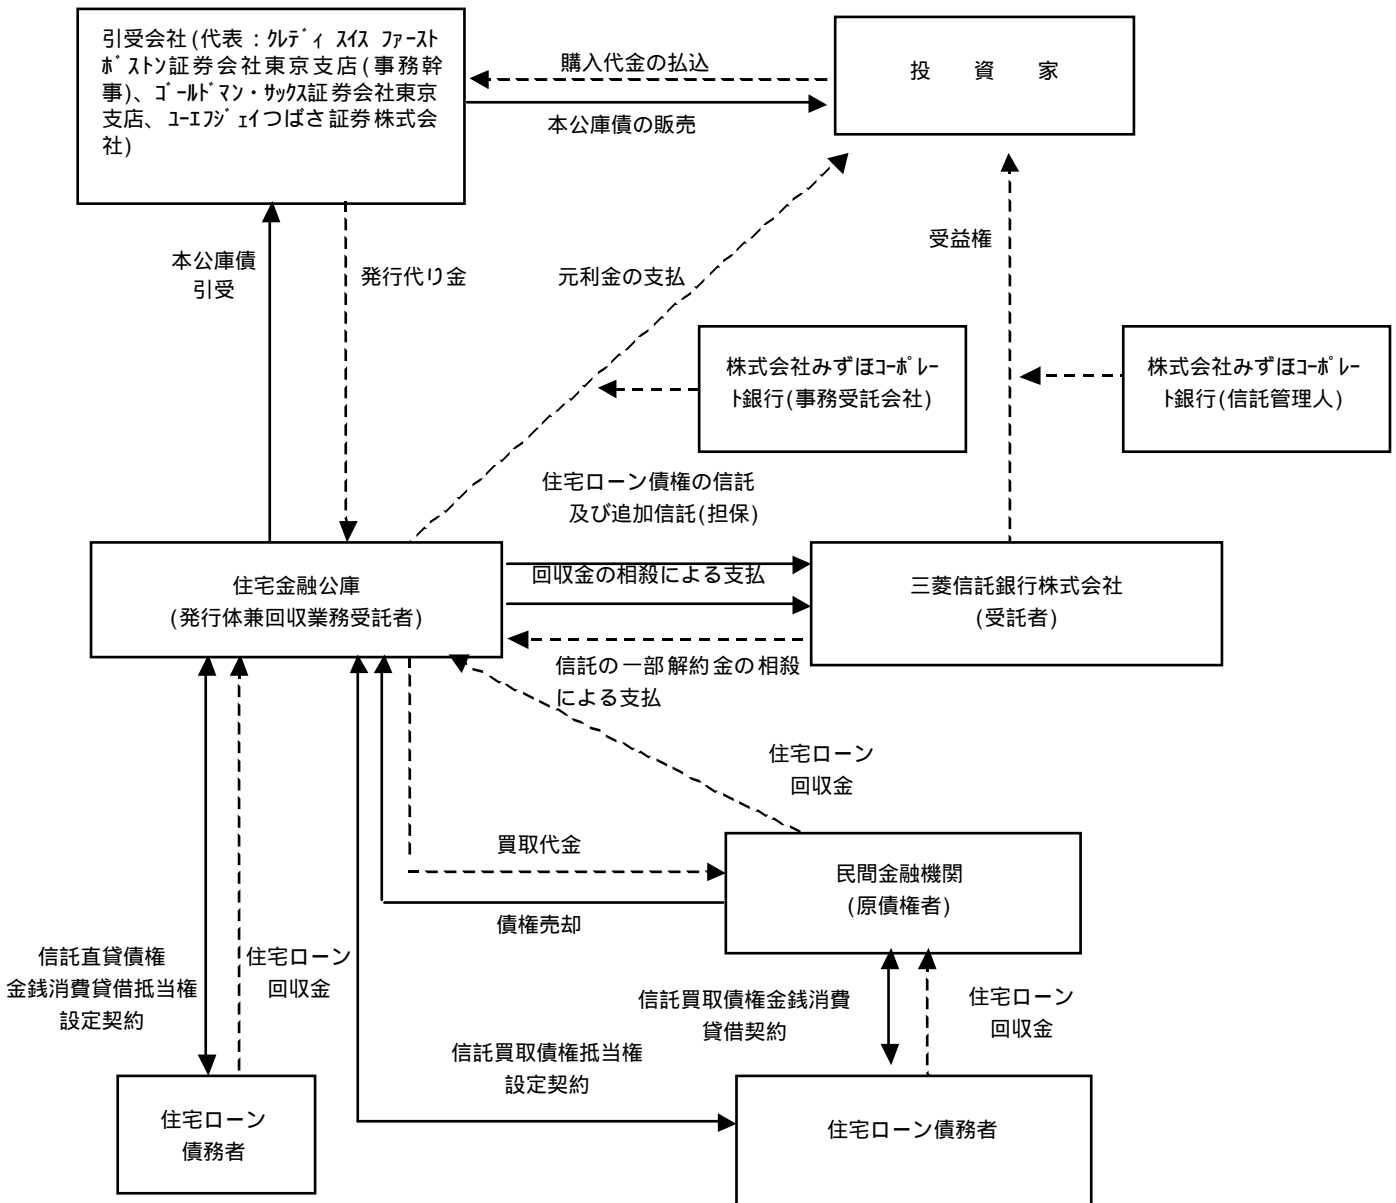 引受会社(代表：ｸﾚﾃﾞｨ ｽｲｽ ﾌｧｰｽﾄ
ﾎﾞｽﾄﾝ証券会社東京支店(事務幹
事)、ｺﾞｰﾙﾄﾞﾏﾝ・ｻｯｸｽ証券会社東京
支店、ﾕｰｴﾌｼﾞｪｲつばさ証券株式会
社)
購入代金の払込
本公庫債の販売
投　資　家
本公庫債
引受
発行代り金
元利金の支払
受益権
株式会社みずほｺｰﾎﾟﾚｰ
ﾄ銀行(事務受託会社)
株式会社みずほｺｰﾎﾟﾚｰ
ﾄ銀行(信託管理人)
住宅ローン債権の信託
及び追加信託(担保)
住宅金融公庫
(発行体兼回収業務受託者)
回収金の相殺による支払
三菱信託銀行株式会社
(受託者)
信託の一部解約金の相殺
による支払
住宅ローン
回収金
買取代金
民間金融機関
(原債権者)
債権売却
信託直貸債権
金銭消費貸借抵当権
設定契約
住宅ローン
回収金
信託買取債権金銭消費
貸借契約
住宅ローン
回収金
信託買取債権抵当権
設定契約
住宅ローン
債務者
住宅ローン債務者